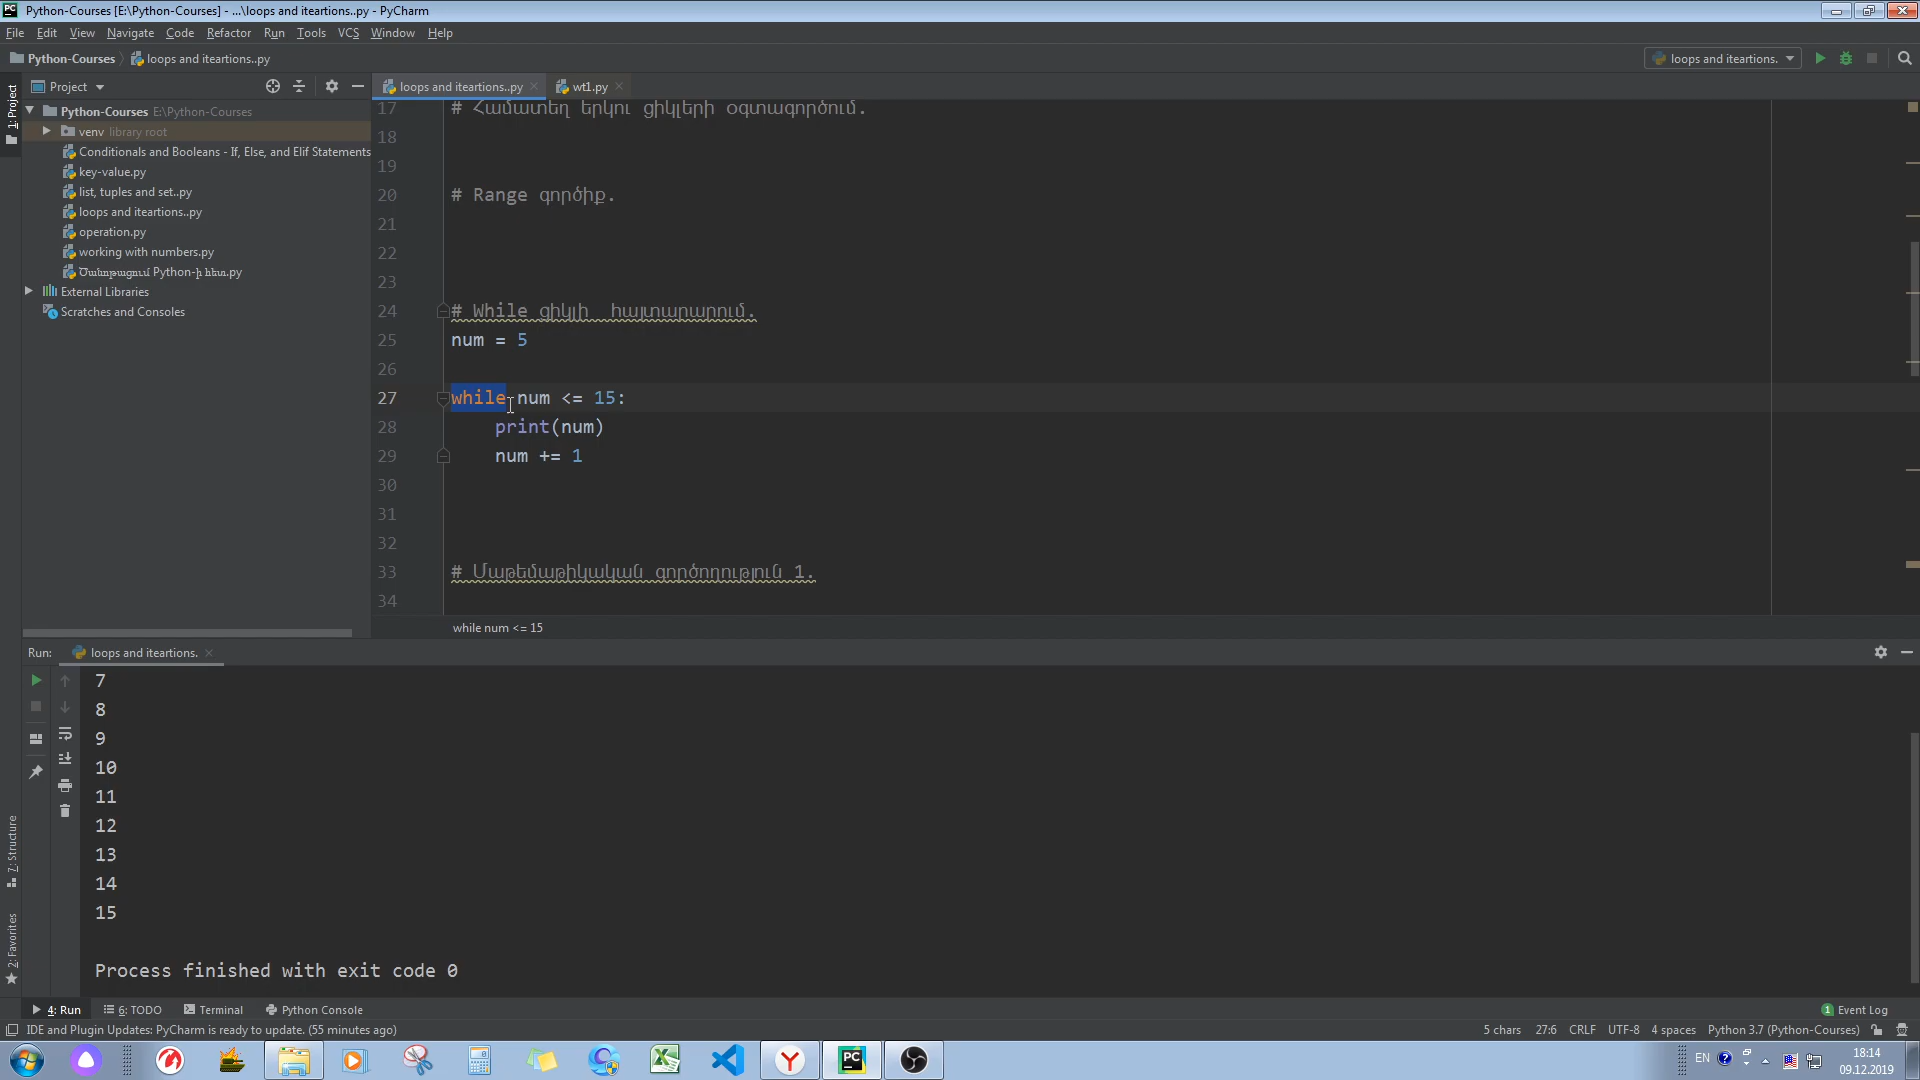 Python-Courses [E:\Python-Courses] - ...\loops and iteartions..py - PyCharm
File Edit View Navigate Code Refactor Run Tools VCS Window Help
Python-Courses loops and iteartions..py
loops and iteartions.
1: Project
Project
loops and iteartions..py wt1.py
Python-Courses E:\Python-Courses
venv library root
Conditionals and Booleans - If, Else, and Elif Statements
key-value.py
list, tuples and set..py
loops and iteartions..py
operation.py
working with numbers.py
Ծանոթացում Python-ի հետ.py
External Libraries
Scratches and Consoles
17 # Համատեղ երկու ցիկլերի օգտագործում.
18
19
20 # Range գործիք.
21
22
23
24 # While ցիկլի հայտարարում.
25 num = 5
26
27 while num <= 15:
28 print(num)
29 num += 1
30
31
32
33 # Մաթեմաթիկական գործողություն 1.
34
while num <= 15
Run: loops and iteartions.
7
8
9
10
11
12
13
14
15
Process finished with exit code 0
7: Structure
2: Favorites
4: Run 6: TODO Terminal Python Console
1 Event Log
IDE and Plugin Updates: PyCharm is ready to update. (55 minutes ago)
5 chars 27:6 CRLF UTF-8 4 spaces Python 3.7 (Python-Courses)
EN
18:14
09.12.2019